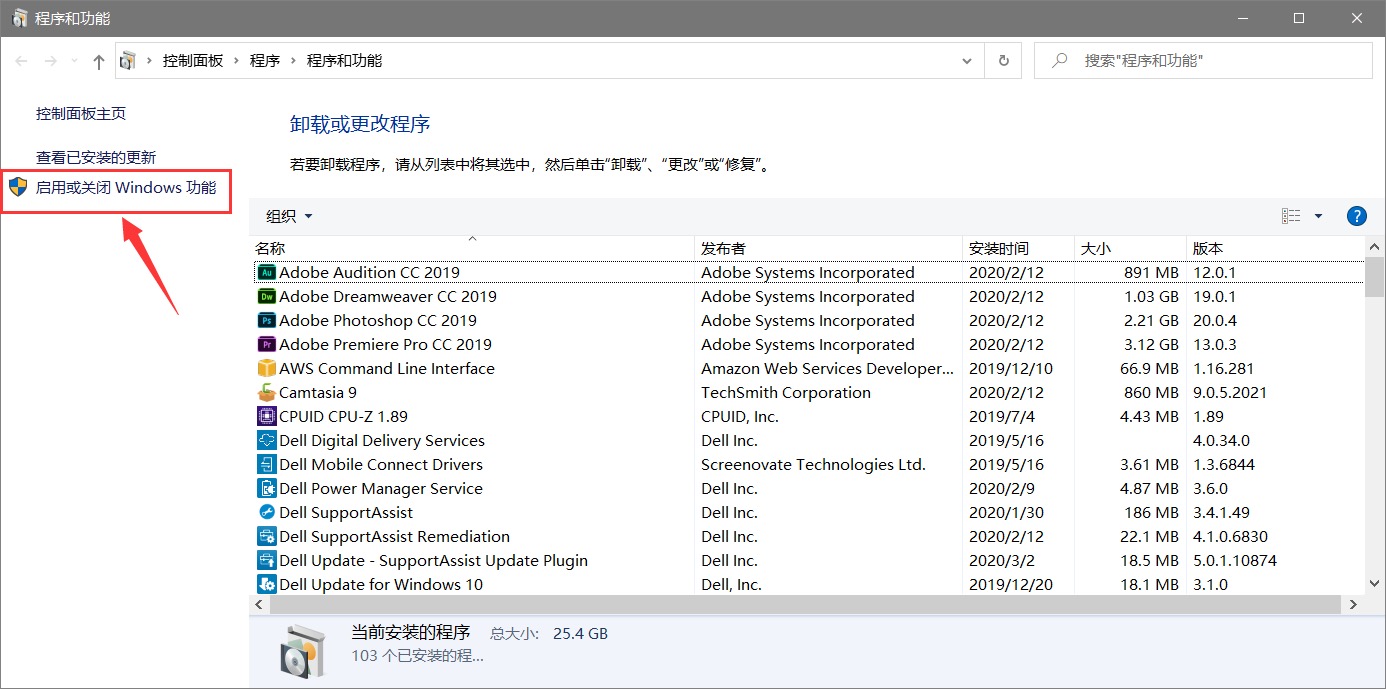 程序和功能
控制面板 › 程序 › 程序和功能
搜索"程序和功能"
控制面板主页
查看已安装的更新
启用或关闭 Windows 功能
卸载或更改程序
若要卸载程序，请从列表中将其选中，然后单击“卸载”、“更改”或“修复”。
组织
名称 发布者 安装时间 大小 版本
Adobe Audition CC 2019 Adobe Systems Incorporated 2020/2/12 891 MB 12.0.1
Adobe Dreamweaver CC 2019 Adobe Systems Incorporated 2020/2/12 1.03 GB 19.0.1
Adobe Photoshop CC 2019 Adobe Systems Incorporated 2020/2/12 2.21 GB 20.0.4
Adobe Premiere Pro CC 2019 Adobe Systems Incorporated 2020/2/12 3.12 GB 13.0.3
AWS Command Line Interface Amazon Web Services Developer... 2019/12/10 66.9 MB 1.16.281
Camtasia 9 TechSmith Corporation 2020/2/12 860 MB 9.0.5.2021
CPUID CPU-Z 1.89 CPUID, Inc. 2019/7/4 4.43 MB 1.89
Dell Digital Delivery Services Dell Inc. 2019/5/16 4.0.34.0
Dell Mobile Connect Drivers Screenovate Technologies Ltd. 2019/5/16 3.61 MB 1.3.6844
Dell Power Manager Service Dell Inc. 2020/2/9 4.87 MB 3.6.0
Dell SupportAssist Dell Inc. 2020/1/30 186 MB 3.4.1.49
Dell SupportAssist Remediation Dell Inc. 2020/2/12 22.1 MB 4.1.0.6830
Dell Update - SupportAssist Update Plugin Dell Inc. 2020/3/2 18.5 MB 5.0.1.10874
Dell Update for Windows 10 Dell, Inc. 2019/12/20 18.1 MB 3.1.0
当前安装的程序 总大小: 25.4 GB
103 个已安装的程...